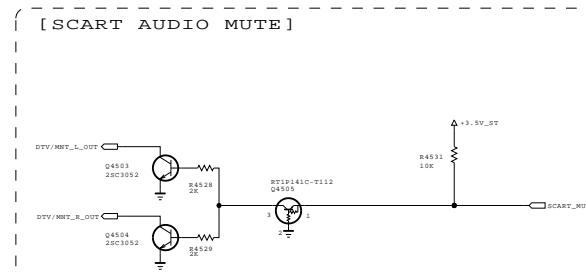 [SCART AUDIO MUTE]
+3.5V_ST
DTV/MNT_L_OUT
R4531
10K
Q4503
2SC3052
R4528
2K
RT1P141C-T112
Q4505
SCART_MU
3
1
2
DTV/MNT_R_OUT
Q4504
2SC3052
R4529
2K